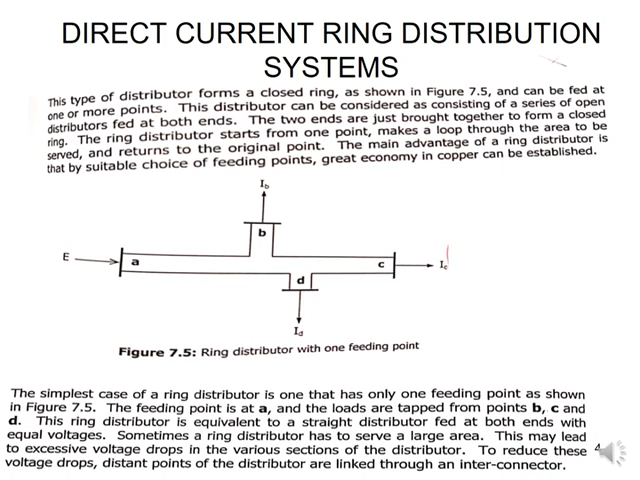 DIRECT CURRENT RING DISTRIBUTION
SYSTEMS
This type of distributor forms a closed ring, as shown in Figure 7.5, and can be fed at
one or more points. This distributor can be considered as consisting of a series of open
distributors fed at both ends. The two ends are just brought together to form a closed
ring. The ring distributor starts from one point, makes a loop through the area to be
served, and returns to the original point. The main advantage of a ring distributor is
that by suitable choice of feeding points, great economy in copper can be established.
Ib
b
E
a
c
Ic
d
Id
Figure 7.5: Ring distributor with one feeding point
The simplest case of a ring distributor is one that has only one feeding point as shown
in Figure 7.5. The feeding point is at a, and the loads are tapped from points b, c and
d. This ring distributor is equivalent to a straight distributor fed at both ends with
equal voltages. Sometimes a ring distributor has to serve a large area. This may lead
to excessive voltage drops in the various sections of the distributor. To reduce these
voltage drops, distant points of the distributor are linked through an inter-connector.
4